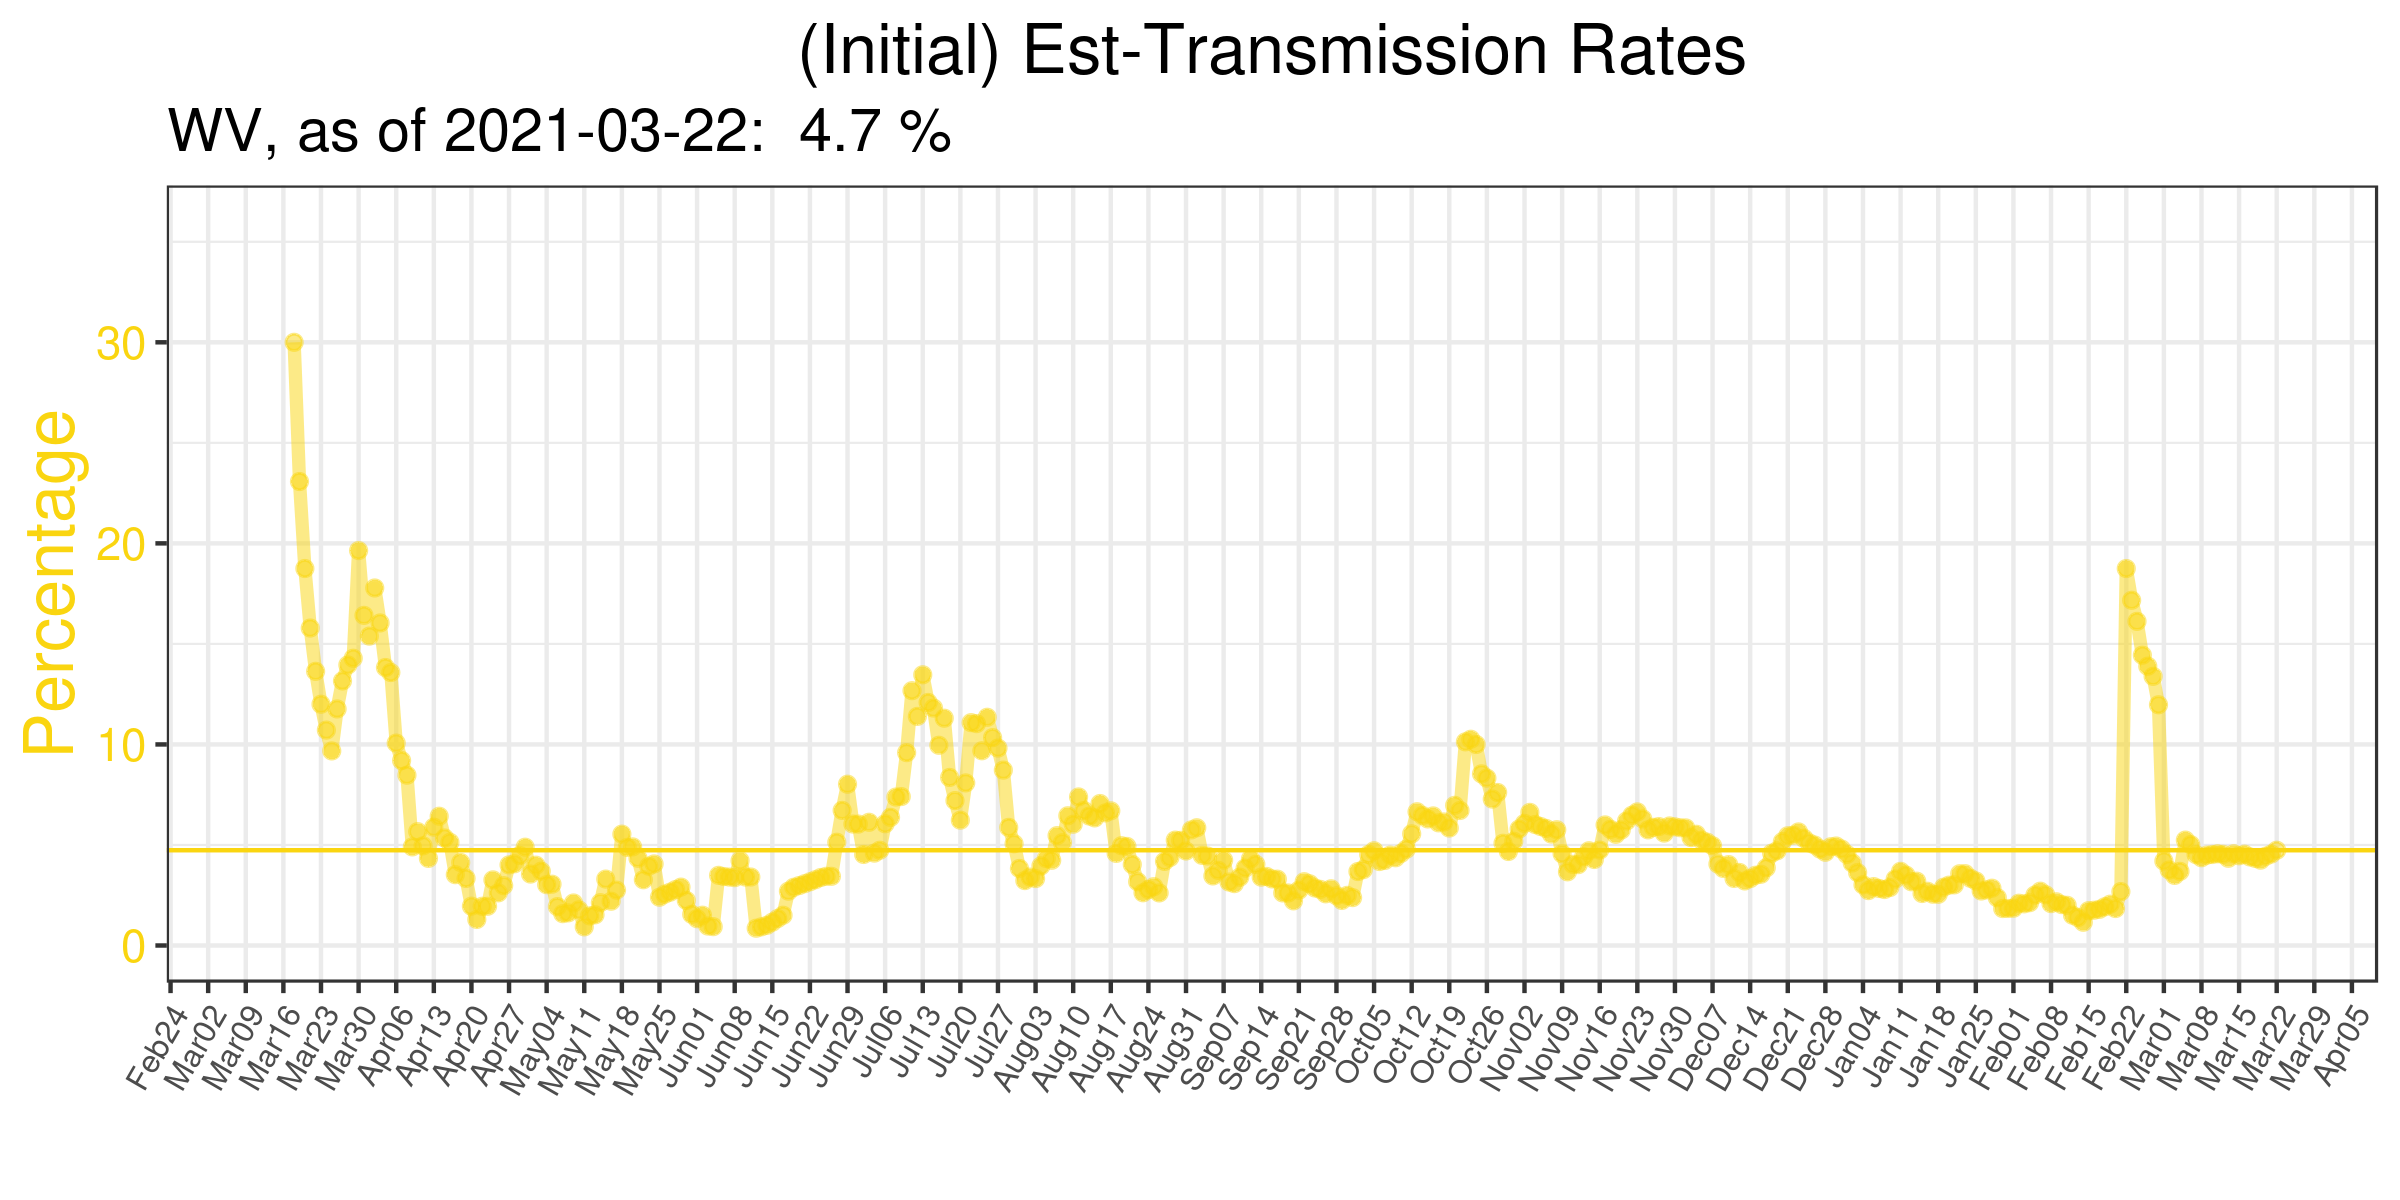 (Initial) Est-Transmission Rates
WV, as of 2021-03-22:  4.7 %
Percentage
30
20
10
0
Feb24
Mar02
Mar09
Mar16
Mar23
Mar30
Apr06
Apr13
Apr20
Apr27
May04
May11
May18
May25
Jun01
Jun08
Jun15
Jun22
Jun29
Jul06
Jul13
Jul20
Jul27
Aug03
Aug10
Aug17
Aug24
Aug31
Sep07
Sep14
Sep21
Sep28
Oct05
Oct12
Oct19
Oct26
Nov02
Nov09
Nov16
Nov23
Nov30
Dec07
Dec14
Dec21
Dec28
Jan04
Jan11
Jan18
Jan25
Feb01
Feb08
Feb15
Feb22
Mar01
Mar08
Mar15
Mar22
Mar29
Apr05